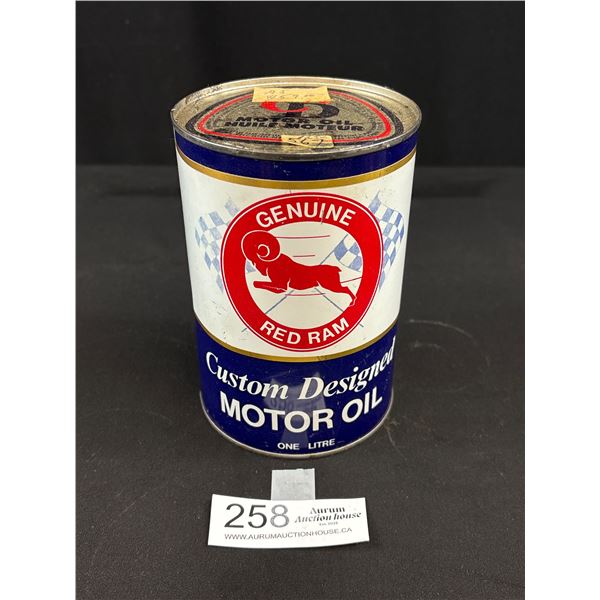 MOTOR OIL
HUILE MOTEUR
GENUINE
RED RAM
Custom Designed
MOTOR OIL
ONE LITRE
258
Aurum
Auction house
WWW.AURUMAUCTIONHOUSE.CA